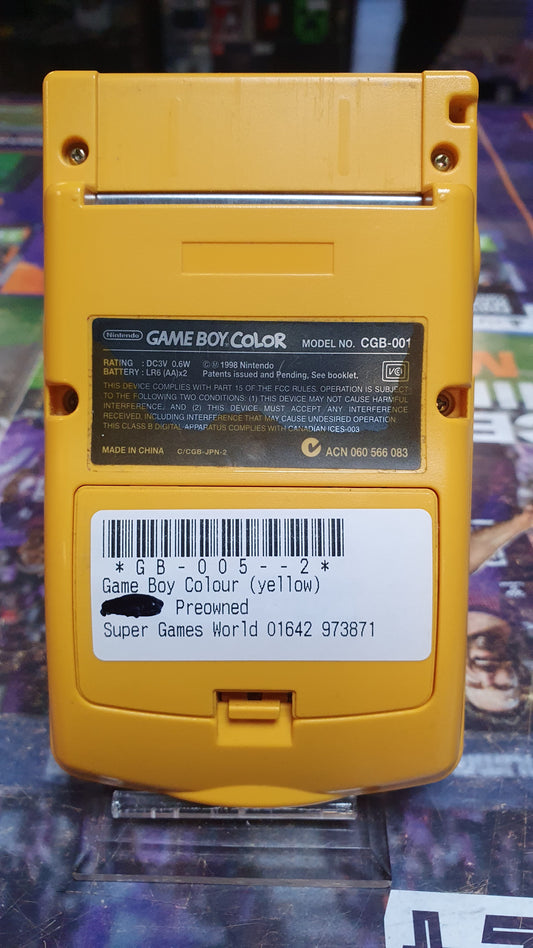 Nintendo GAME BOY COLOR MODEL NO. CGB-001
RATING : DC3V 0.6W © Ⓜ 1998 Nintendo
BATTERY : LR6 (AA)x2 Patents issued and Pending, See booklet.
THIS DEVICE COMPLIES WITH PART 15 OF THE FCC RULES. OPERATION IS SUBJECT
TO THE FOLLOWING TWO CONDITIONS: (1) THIS DEVICE MAY NOT CAUSE HARMFUL
INTERFERENCE, AND (2) THIS DEVICE MUST ACCEPT ANY INTERFERENCE
RECEIVED, INCLUDING INTERFERENCE THAT MAY CAUSE UNDESIRED OPERATION.
THIS CLASS B DIGITAL APPARATUS COMPLIES WITH CANADIAN ICES-003
MADE IN CHINA C/CGB-JPN-2 ACN 060 566 083
*GB-005--2*
Game Boy Colour (yellow)
Preowned
Super Games World 01642 973871